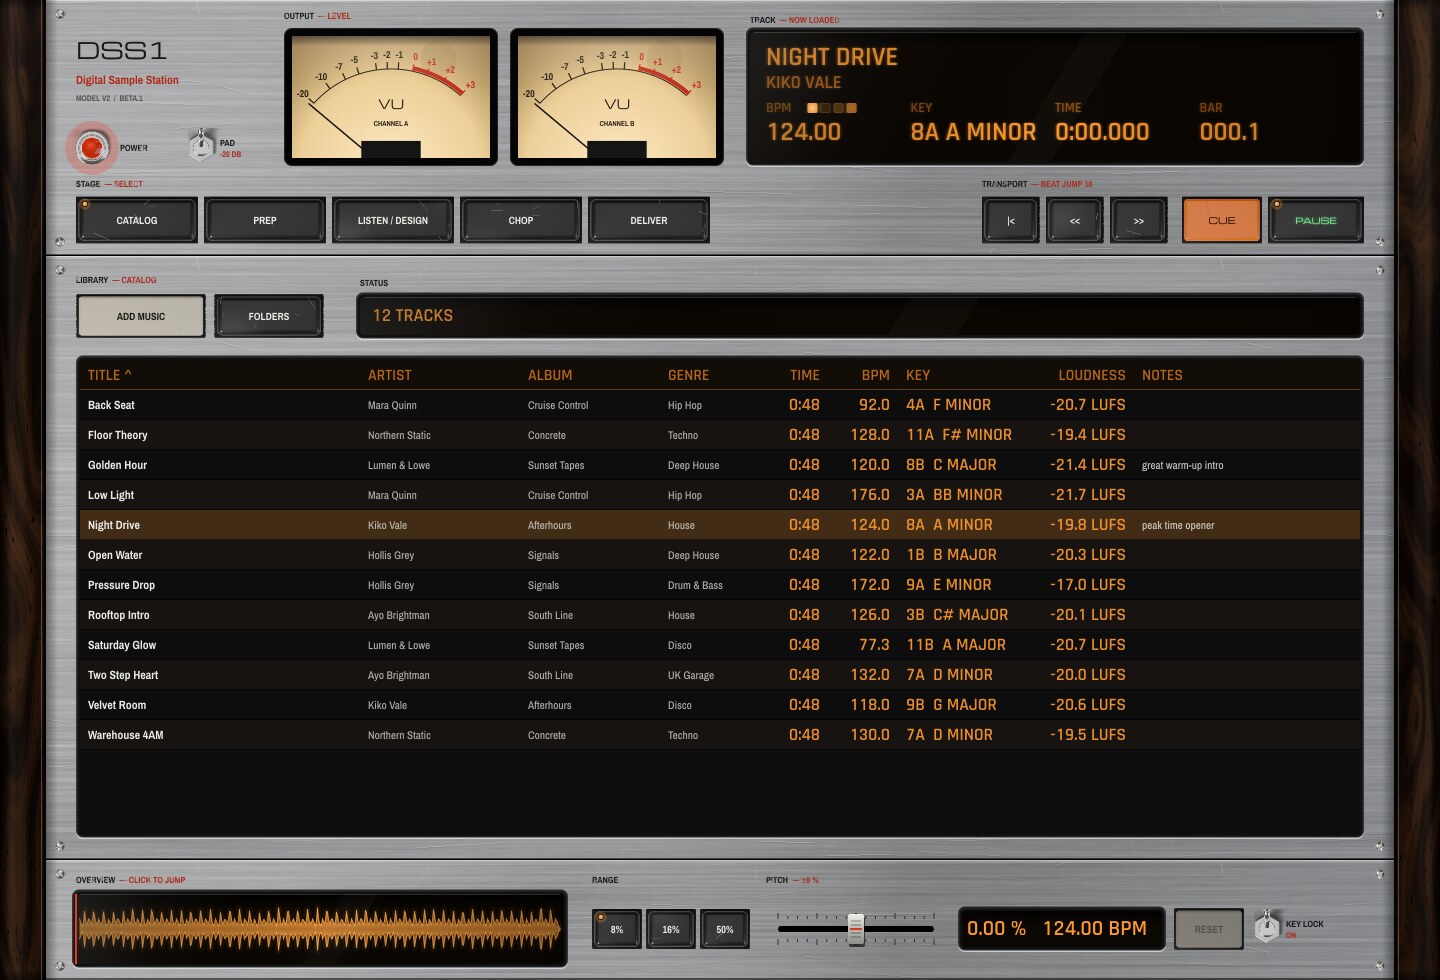 DSS1
Digital Sample Station
MODEL V2 / BETA.1
POWER
PAD
-20 DB
OUTPUT — LEVEL
-20 -10 -7 -5 -3 -2 -1 0 +1 +2 +3
VU
CHANNEL A
-20 -10 -7 -5 -3 -2 -1 0 +1 +2 +3
VU
CHANNEL B
TRACK — NOW LOADED
NIGHT DRIVE
KIKO VALE
BPM KEY TIME BAR
124.00 8A A MINOR 0:00.000 000.1
STAGE — SELECT
CATALOG PREP LISTEN / DESIGN CHOP DELIVER
TRANSPORT — BEAT JUMP 16
|< << >> CUE PAUSE
LIBRARY — CATALOG
ADD MUSIC FOLDERS
STATUS
12 TRACKS
TITLE ^ ARTIST ALBUM GENRE TIME BPM KEY LOUDNESS NOTES
Back Seat Mara Quinn Cruise Control Hip Hop 0:48 92.0 4A F MINOR -20.7 LUFS
Floor Theory Northern Static Concrete Techno 0:48 128.0 11A F# MINOR -19.4 LUFS
Golden Hour Lumen & Lowe Sunset Tapes Deep House 0:48 120.0 8B C MAJOR -21.4 LUFS great warm-up intro
Low Light Mara Quinn Cruise Control Hip Hop 0:48 176.0 3A BB MINOR -21.7 LUFS
Night Drive Kiko Vale Afterhours House 0:48 124.0 8A A MINOR -19.8 LUFS peak time opener
Open Water Hollis Grey Signals Deep House 0:48 122.0 1B B MAJOR -20.3 LUFS
Pressure Drop Hollis Grey Signals Drum & Bass 0:48 172.0 9A E MINOR -17.0 LUFS
Rooftop Intro Ayo Brightman South Line House 0:48 126.0 3B C# MAJOR -20.1 LUFS
Saturday Glow Lumen & Lowe Sunset Tapes Disco 0:48 77.3 11B A MAJOR -20.7 LUFS
Two Step Heart Ayo Brightman South Line UK Garage 0:48 132.0 7A D MINOR -20.0 LUFS
Velvet Room Kiko Vale Afterhours Disco 0:48 118.0 9B G MAJOR -20.6 LUFS
Warehouse 4AM Northern Static Concrete Techno 0:48 130.0 7A D MINOR -19.5 LUFS
OVERVIEW — CLICK TO JUMP
RANGE
8% 16% 50%
PITCH — ±8 %
0.00 % 124.00 BPM
RESET
KEY LOCK
ON